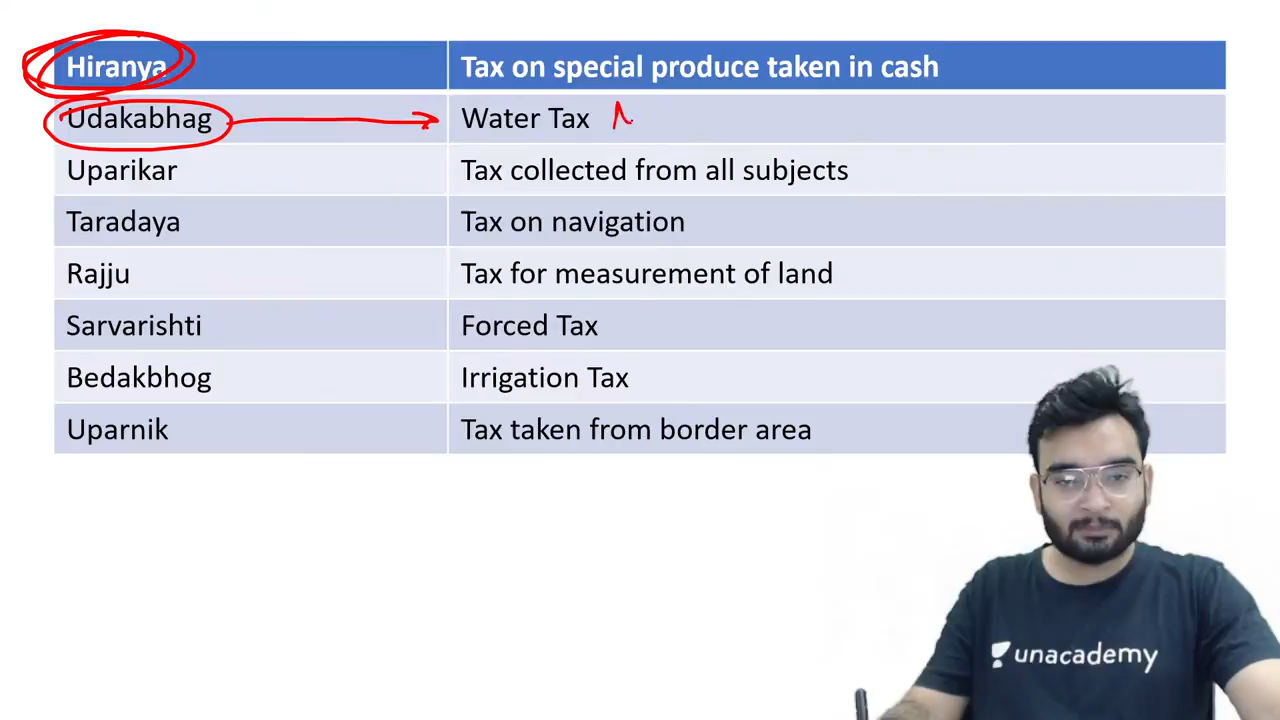 Hiranya Tax on special produce taken in cash
Udakabhag Water Tax
Uparikar Tax collected from all subjects
Taradaya Tax on navigation
Rajju Tax for measurement of land
Sarvarishti Forced Tax
Bedakbhog Irrigation Tax
Uparnik Tax taken from border area
unacademy